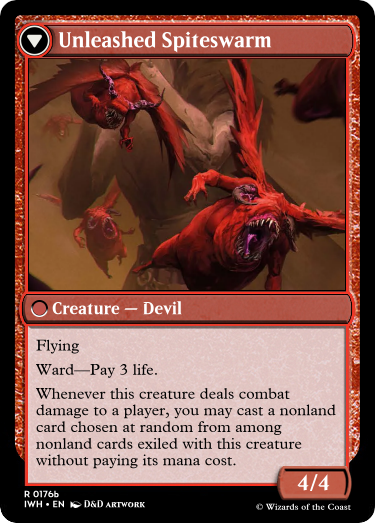 Unleashed Spiteswarm
Creature — Devil
Flying
Ward—Pay 3 life.
Whenever this creature deals combat
damage to a player, you may cast a nonland
card chosen at random from among
nonland cards exiled with this creature
without paying its mana cost.
4/4
R 0176b
IWH • EN D&D ARTWORK
© Wizards of the Coast